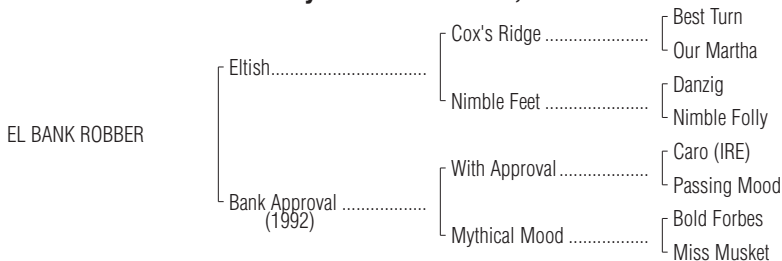 Best Turn
Cox's Ridge .....................
Our Martha
Eltish...............................
Danzig
Nimble Feet .....................
Nimble Folly
EL BANK ROBBER
Caro (IRE)
With Approval ..................
Passing Mood
Bank Approval .................
(1992)
Bold Forbes
Mythical Mood ................
Miss Musket